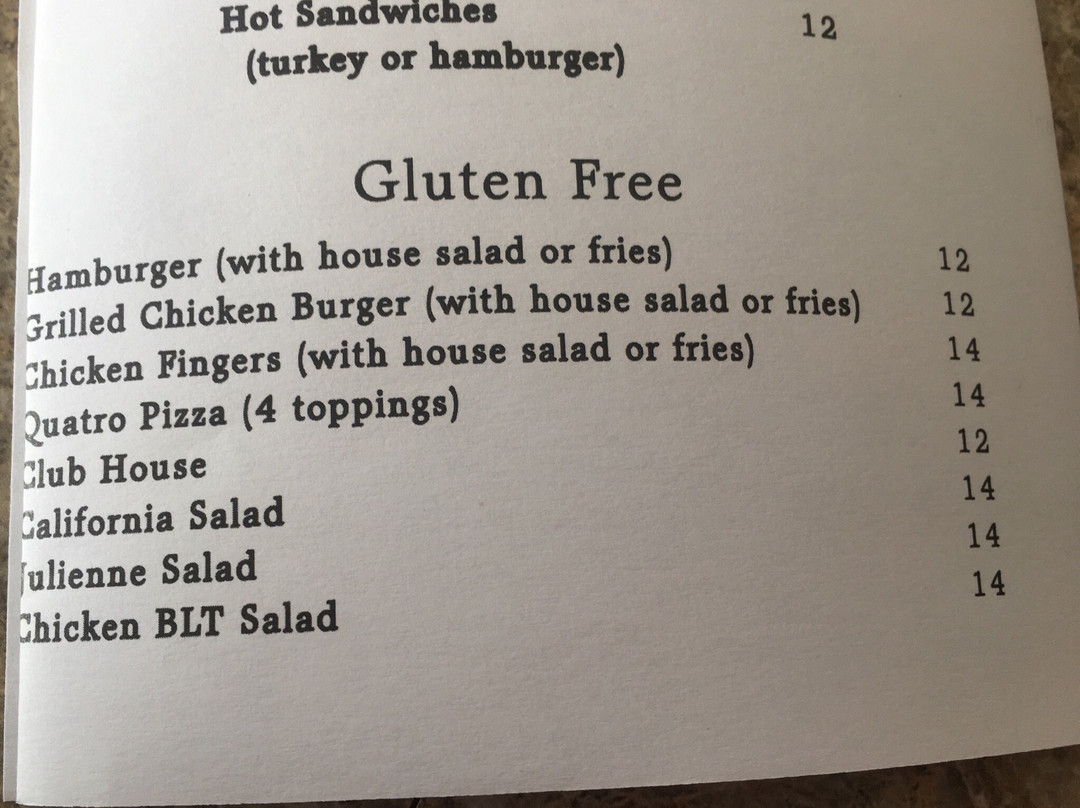 Hot Sandwiches 12
(turkey or hamburger)
Gluten Free
Hamburger (with house salad or fries) 12
Grilled Chicken Burger (with house salad or fries) 12
Chicken Fingers (with house salad or fries) 14
Quatro Pizza (4 toppings) 14
Club House 12
California Salad 14
Julienne Salad 14
Chicken BLT Salad 14